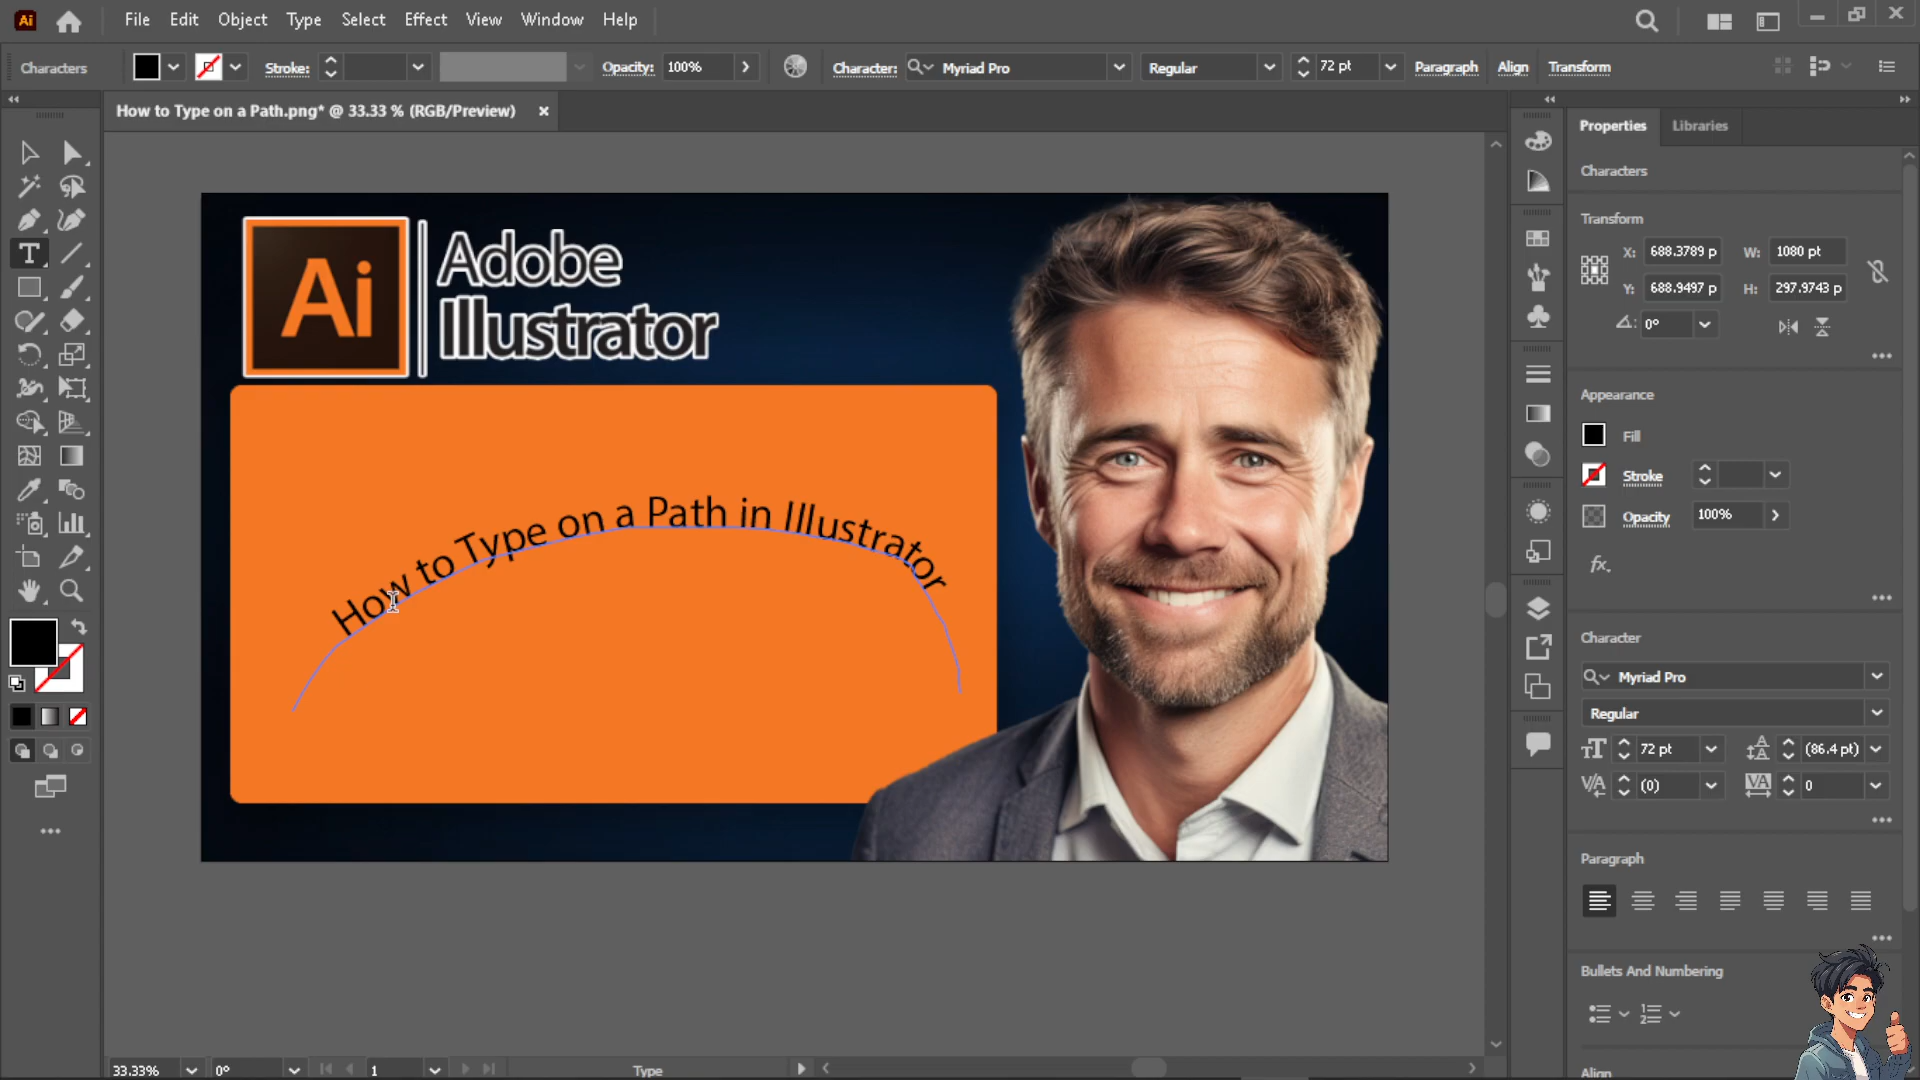 Ai
File Edit Object Type Select Effect View Window Help
Characters Stroke: Opacity: 100% Character: Myriad Pro Regular 72 pt Paragraph Align Transform
How to Type on a Path.png* @ 33.33 % (RGB/Preview)
Properties Libraries
Characters
Transform
X: 688.3789 p W: 1080 pt
Y: 688.9497 p H: 297.9743 p
0°
Appearance
Fill
Stroke
Opacity 100%
fx.
Character
Myriad Pro
Regular
72 pt (86.4 pt)
(0) 0
Paragraph
Bullets And Numbering
Align
Ai
Adobe
Illustrator
How to Type on a Path in Illustrator
33.33% 0° 1 Type